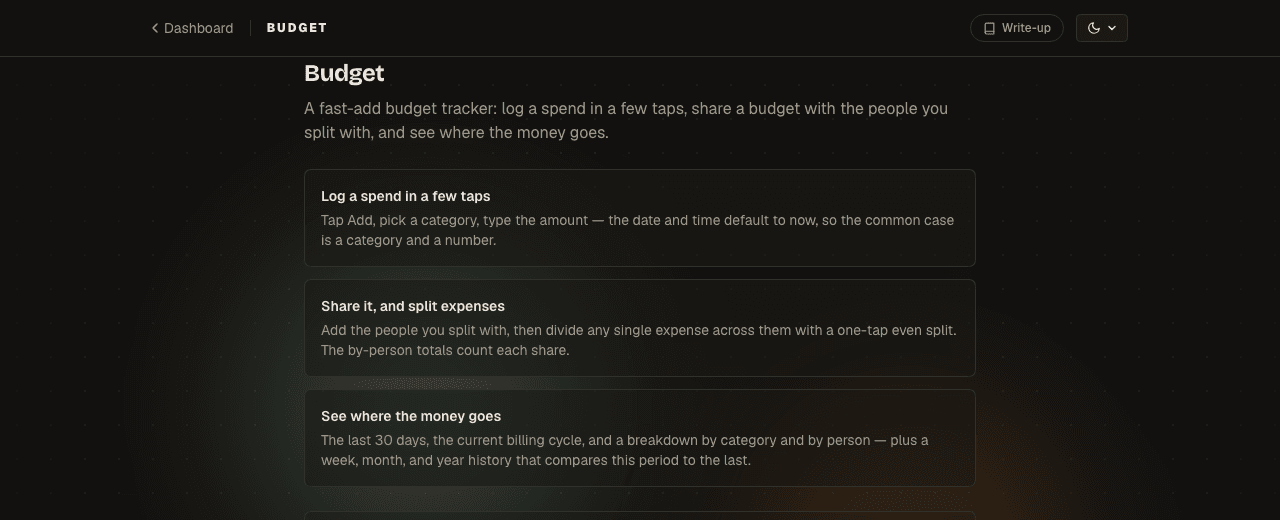 Dashboard
BUDGET
Write-up
Budget
A fast-add budget tracker: log a spend in a few taps, share a budget with the people you
split with, and see where the money goes.
Log a spend in a few taps
Tap Add, pick a category, type the amount — the date and time default to now, so the common case
is a category and a number.
Share it, and split expenses
Add the people you split with, then divide any single expense across them with a one-tap even split.
The by-person totals count each share.
See where the money goes
The last 30 days, the current billing cycle, and a breakdown by category and by person — plus a
week, month, and year history that compares this period to the last.